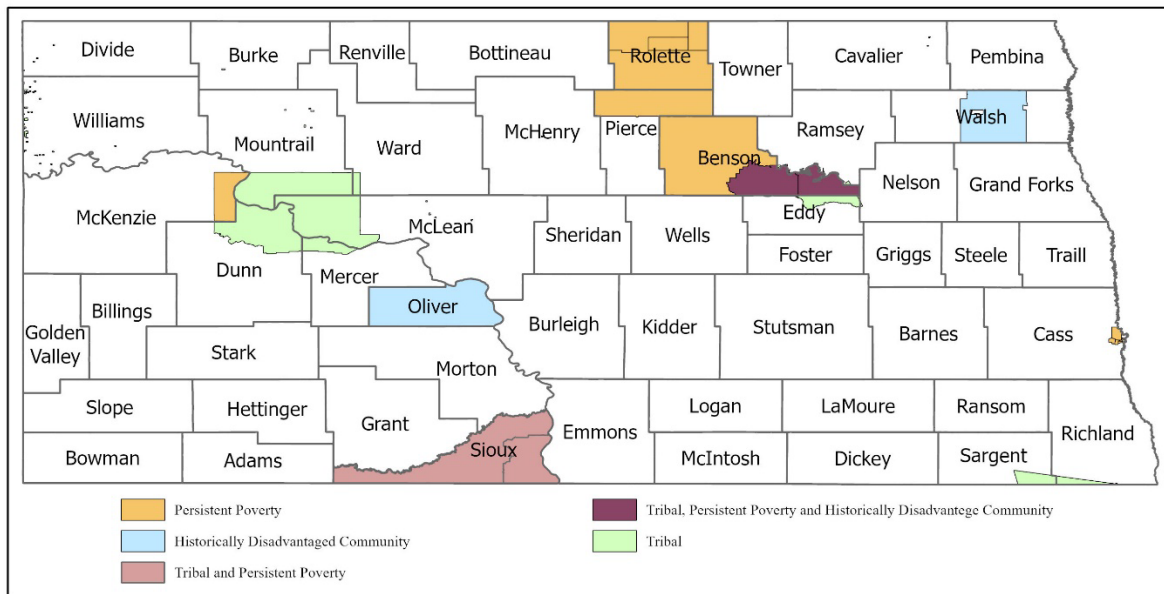 Divide
Burke
Renville
Bottineau
Rolette
Towner
Cavalier
Pembina
Williams
Mountrail
Ward
McHenry
Pierce
Benson
Ramsey
Walsh
McKenzie
McLean
Sheridan
Wells
Eddy
Nelson
Grand Forks
Dunn
Mercer
Foster
Griggs
Steele
Traill
Billings
Golden
Valley
Oliver
Burleigh
Kidder
Stutsman
Barnes
Cass
Stark
Morton
Slope
Hettinger
Grant
Sioux
Emmons
Logan
LaMoure
Ransom
Richland
Bowman
Adams
McIntosh
Dickey
Sargent
Persistent Poverty
Historically Disadvantaged Community
Tribal and Persistent Poverty
Tribal, Persistent Poverty and Historically Disadvantege Community
Tribal